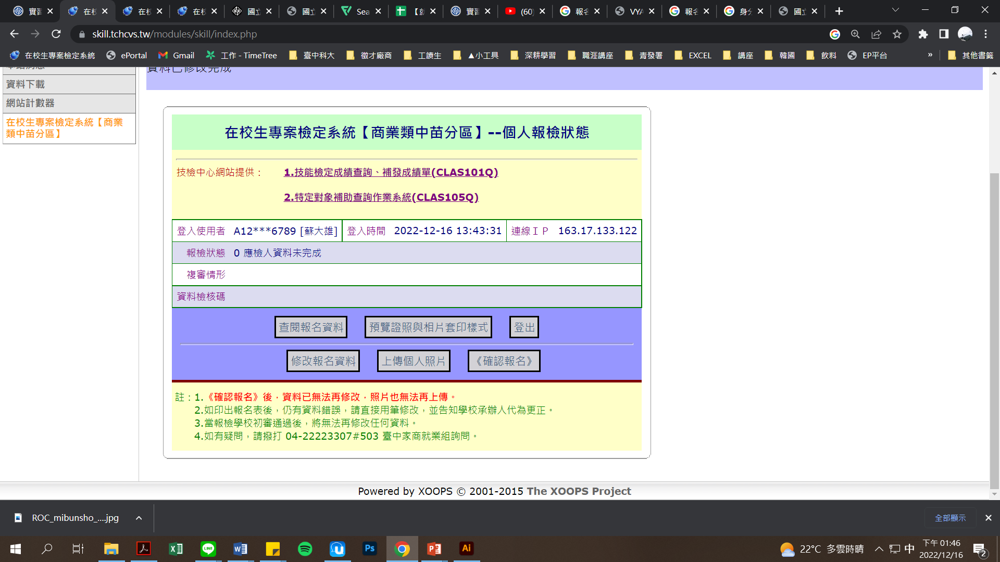 實習
在校
在校
在校
國立
國立
Sea
【就
實習
(60)
報名
VYA
報名
身分
國立
skill.tchcvs.tw/modules/skill/index.php
在校生專案檢定系統
ePortal
Gmail
工作 - TimeTree
臺中科大
徵才廠商
工讀生
▲小工具
深耕學習
職涯講座
青發署
EXCEL
講座
韓國
飲料
EP平台
»
其他書籤
資料已修改完成
資料下載
網站計數器
在校生專案檢定系統【商業
類中苗分區】
在校生專案檢定系統【商業類中苗分區】--個人報檢狀態
技檢中心網站提供：
1.技能檢定成績查詢、補發成績單(CLAS101Q)
2.特定對象補助查詢作業系統(CLAS105Q)
登入使用者 A12***6789 [蘇大雄] 登入時間 2022-12-16 13:43:31 連線ＩＰ 163.17.133.122
報檢狀態 0 應檢人資料未完成
複審情形
資料檢核碼
查閱報名資料 預覽證照與相片套印樣式 登出
修改報名資料 上傳個人照片 《確認報名》
註：1.《確認報名》後，資料已無法再修改，照片也無法再上傳。
2.如印出報名表後，仍有資料錯誤，請直接用筆修改，並告知學校承辦人代為更正。
3.當報檢學校初審通過後，將無法再修改任何資料。
4.如有疑問，請撥打 04-22223307#503 臺中家商就業組詢問。
Powered by XOOPS © 2001-2015 The XOOPS Project
ROC_mibunsho_....jpg
全部顯示
22°C 多雲時晴
中
下午 01:46
2022/12/16
2